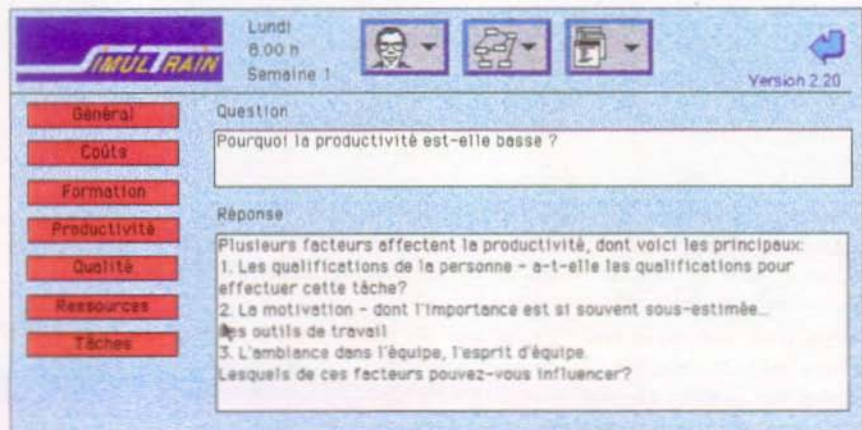 SIMULTRAIN
Lundi
8.00 h
Semaine 1
Version 2.20
Général
Coûts
Formation
Productivité
Qualité
Ressources
Tâches
Question
Pourquoi la productivité est-elle basse ?
Réponse
Plusieurs facteurs affectent la productivité, dont voici les principaux:
1. Les qualifications de la personne - a-t-elle les qualifications pour
effectuer cette tâche?
2. La motivation - dont l'importance est si souvent sous-estimée...
Les outils de travail
3. L'ambiance dans l'équipe, l'esprit d'équipe.
Lesquels de ces facteurs pouvez-vous influencer?